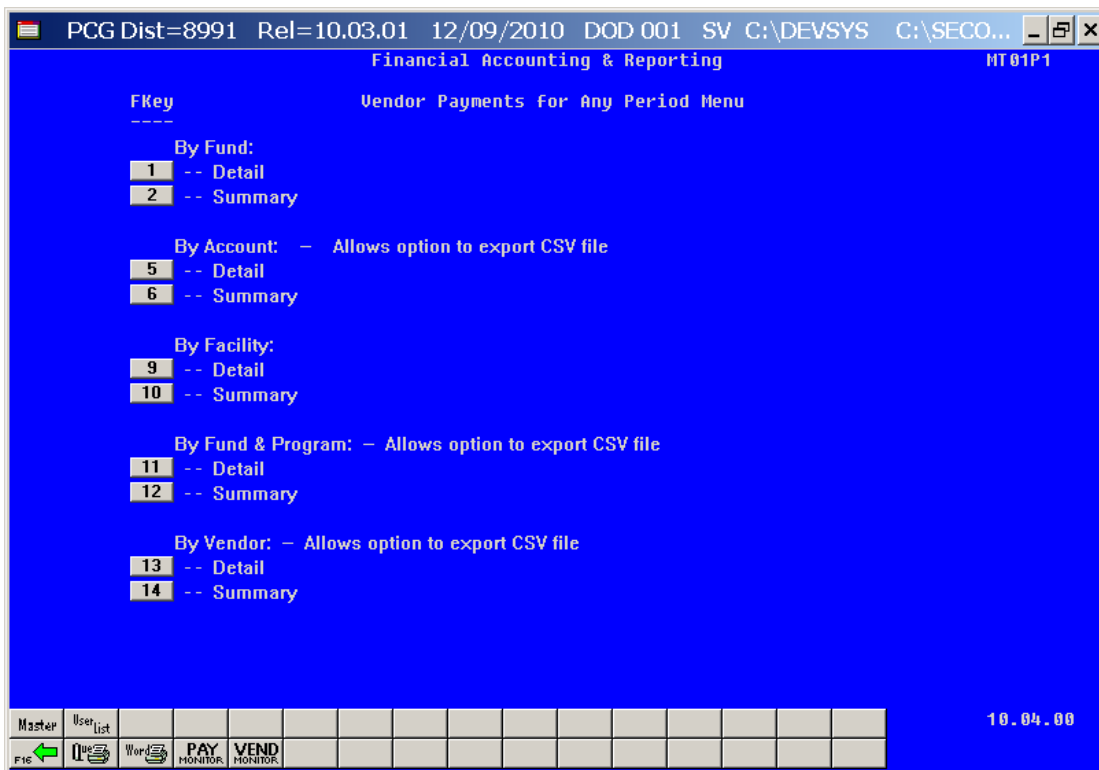 PCG Dist=8991 Rel=10.03.01 12/09/2010 DOD 001 SV C:\DEVSYS C:\SECO...
Financial Accounting & Reporting MT01P1
FKey Vendor Payments for Any Period Menu
----
By Fund:
1 -- Detail
2 -- Summary
By Account: – Allows option to export CSV file
5 -- Detail
6 -- Summary
By Facility:
9 -- Detail
10 -- Summary
By Fund & Program: – Allows option to export CSV file
11 -- Detail
12 -- Summary
By Vendor: – Allows option to export CSV file
13 -- Detail
14 -- Summary
Master User List 10.04.00
F16 Que Word PAY MONITOR VEND MONITOR